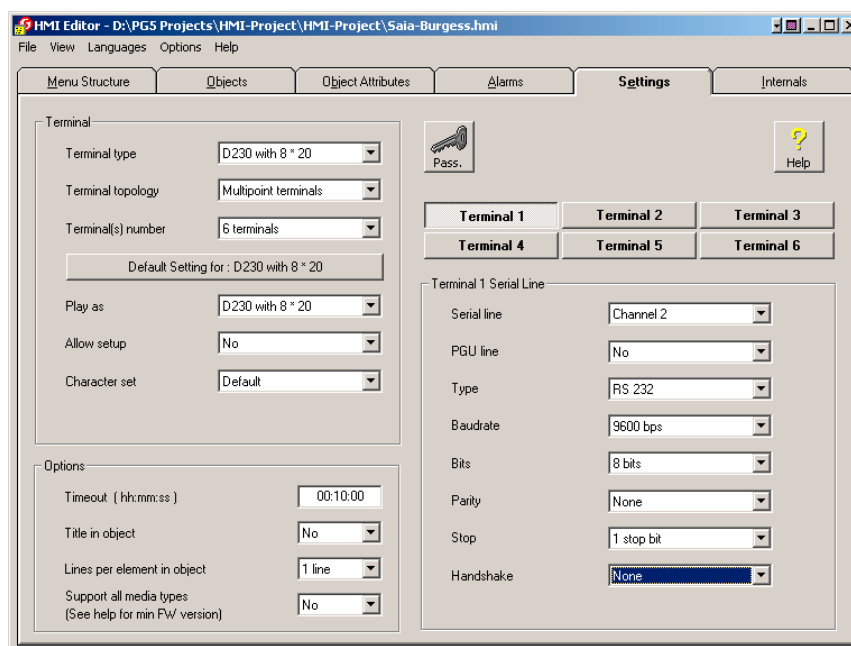 HMI Editor - D:\PG5 Projects\HMI-Project\HMI-Project\Saia-Burgess.hmi
File View Languages Options Help
Menu Structure Objects Object Attributes Alarms Settings Internals
Terminal
Terminal type D230 with 8 * 20
Terminal topology Multipoint terminals
Terminal(s) number 6 terminals
Default Setting for : D230 with 8 * 20
Play as D230 with 8 * 20
Allow setup No
Character set Default
Options
Timeout ( hh:mm:ss ) 00:10:00
Title in object No
Lines per element in object 1 line
Support all media types
(See help for min FW version) No
Pass.
Help
Terminal 1 Terminal 2 Terminal 3
Terminal 4 Terminal 5 Terminal 6
Terminal 1 Serial Line
Serial line Channel 2
PGU line No
Type RS 232
Baudrate 9600 bps
Bits 8 bits
Parity None
Stop 1 stop bit
Handshake None